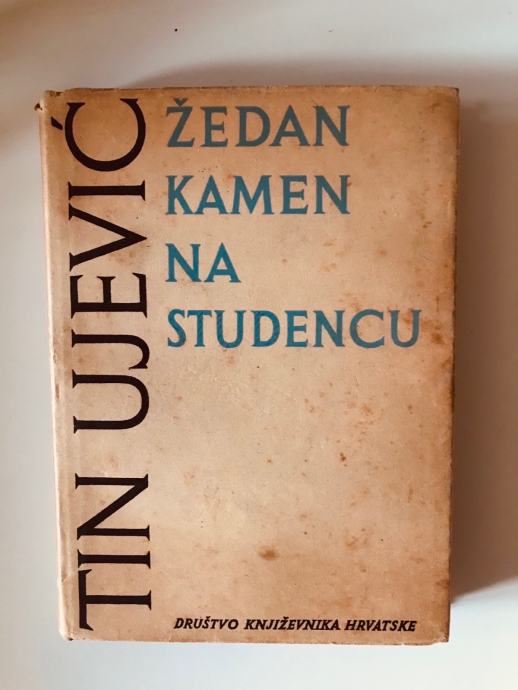 TIN UJEVIĆ
ŽEDAN
KAMEN
NA
STUDENCU
DRUŠTVO KNJIŽEVNIKA HRVATSKE